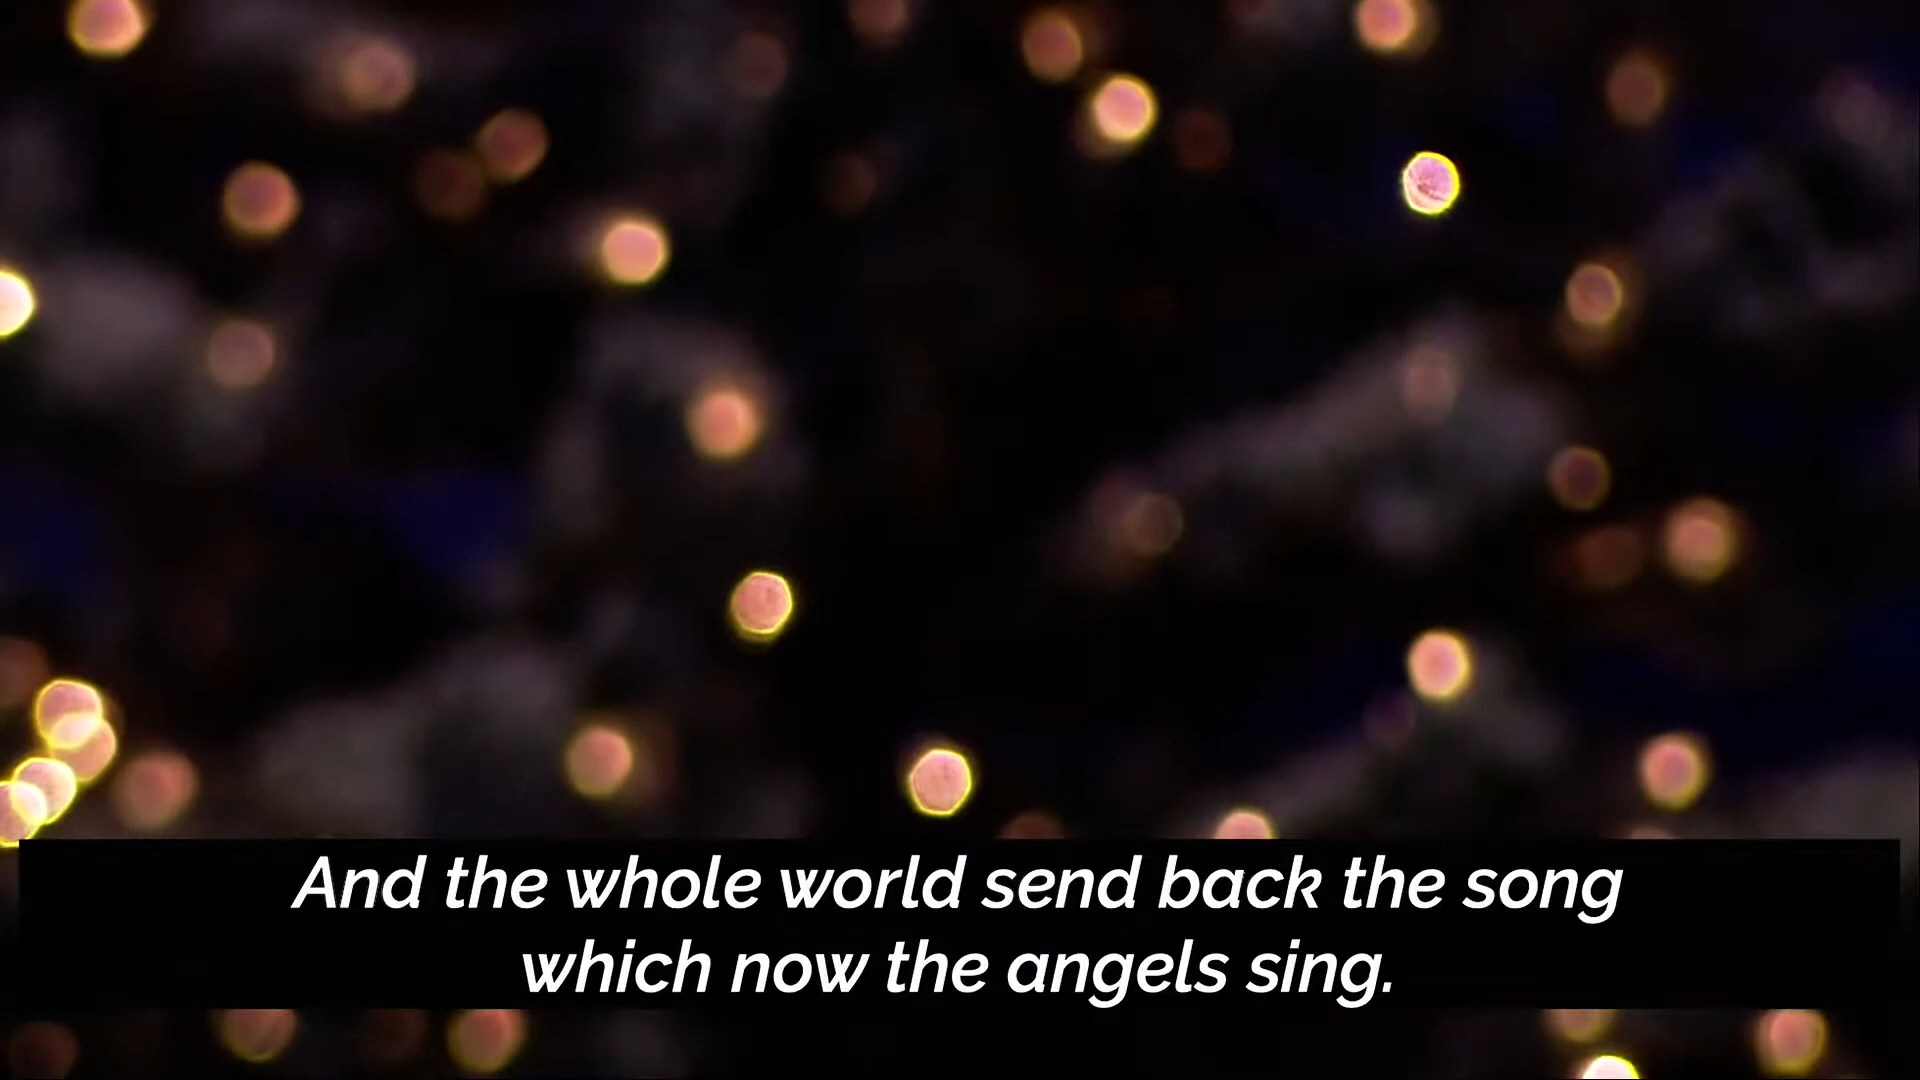 And the whole world send back the song
which now the angels sing.